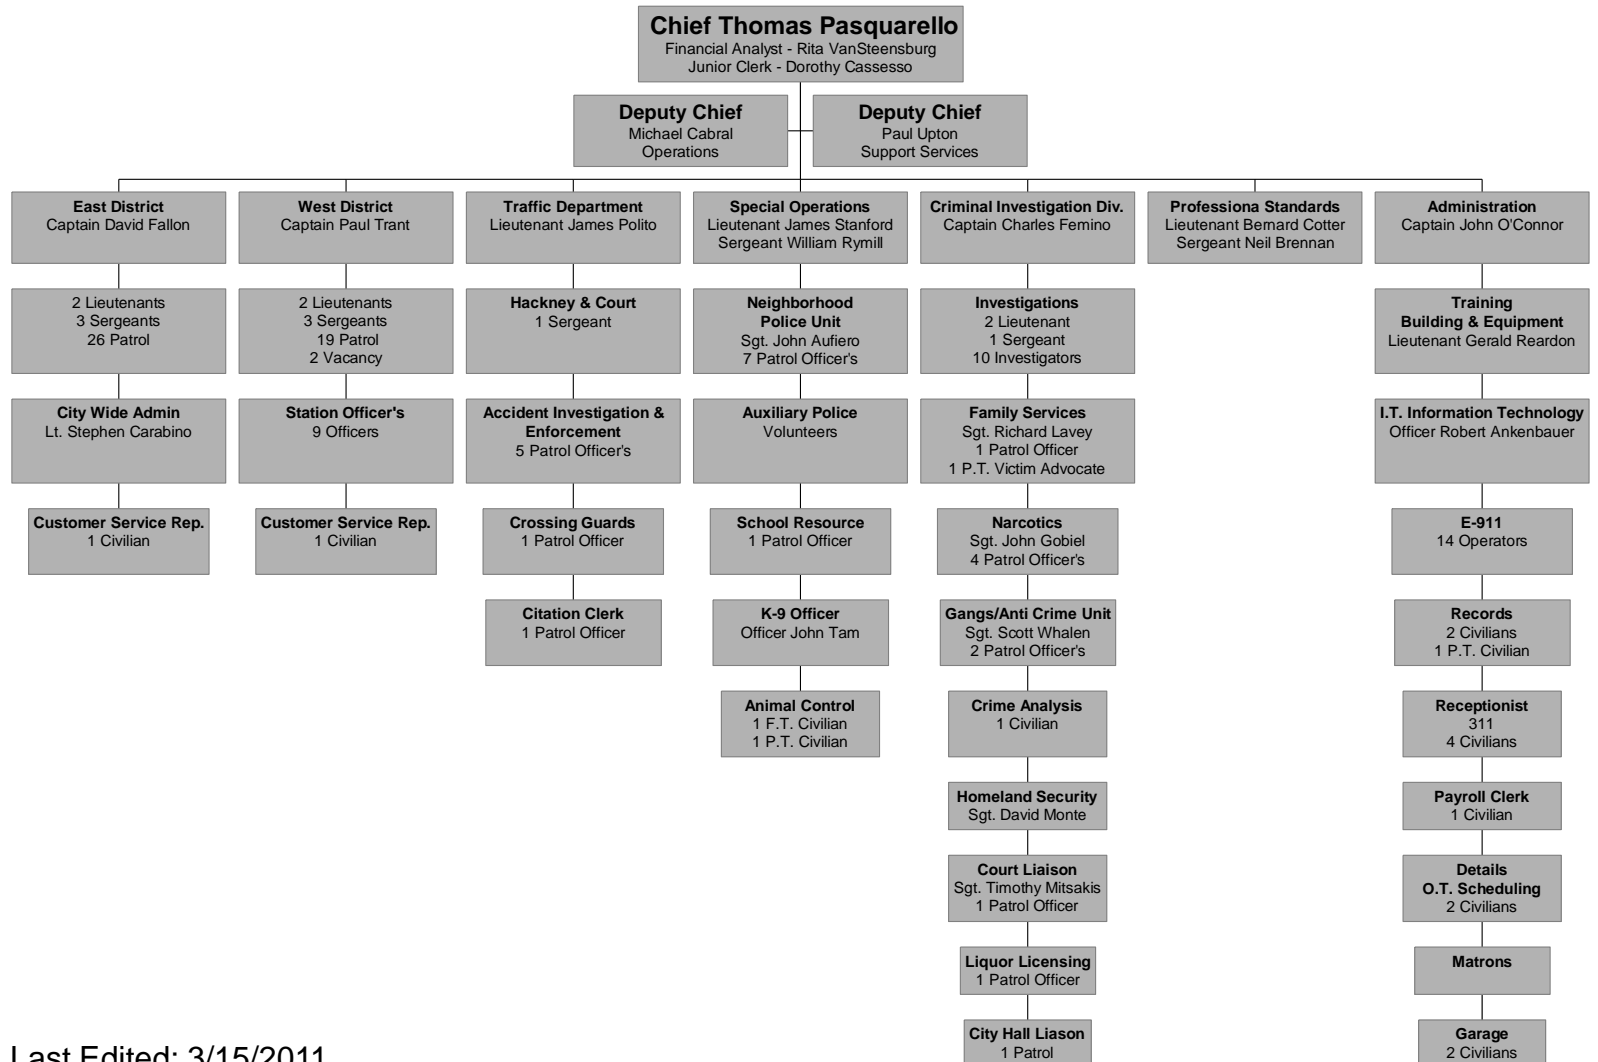 Chief Thomas Pasquarello
Financial Analyst - Rita VanSteensburg
Junior Clerk - Dorothy Cassesso
Deputy Chief
Michael Cabral
Operations
Deputy Chief
Paul Upton
Support Services
East District
Captain David Fallon
2 Lieutenants
3 Sergeants
26 Patrol
City Wide Admin
Lt. Stephen Carabino
Customer Service Rep.
1 Civilian
West District
Captain Paul Trant
2 Lieutenants
3 Sergeants
19 Patrol
2 Vacancy
Station Officer's
9 Officers
Customer Service Rep.
1 Civilian
Traffic Department
Lieutenant James Polito
Hackney & Court
1 Sergeant
Accident Investigation &
Enforcement
5 Patrol Officer's
Crossing Guards
1 Patrol Officer
Citation Clerk
1 Patrol Officer
Special Operations
Lieutenant James Stanford
Sergeant William Rymill
Neighborhood
Police Unit
Sgt. John Aufiero
7 Patrol Officer's
Auxiliary Police
Volunteers
School Resource
1 Patrol Officer
K-9 Officer
Officer John Tam
Animal Control
1 F.T. Civilian
1 P.T. Civilian
Criminal Investigation Div.
Captain Charles Femino
Investigations
2 Lieutenant
1 Sergeant
10 Investigators
Family Services
Sgt. Richard Lavey
1 Patrol Officer
1 P.T. Victim Advocate
Narcotics
Sgt. John Gobiel
4 Patrol Officer's
Gangs/Anti Crime Unit
Sgt. Scott Whalen
2 Patrol Officer's
Crime Analysis
1 Civilian
Homeland Security
Sgt. David Monte
Court Liaison
Sgt. Timothy Mitsakis
1 Patrol Officer
Liquor Licensing
1 Patrol Officer
City Hall Liason
1 Patrol
Professiona Standards
Lieutenant Bernard Cotter
Sergeant Neil Brennan
Administration
Captain John O'Connor
Training
Building & Equipment
Lieutenant Gerald Reardon
I.T. Information Technology
Officer Robert Ankenbauer
E-911
14 Operators
Records
2 Civilians
1 P.T. Civilian
Receptionist
311
4 Civilians
Payroll Clerk
1 Civilian
Details
O.T. Scheduling
2 Civilians
Matrons
Garage
2 Civilians
Last Edited: 3/15/2011